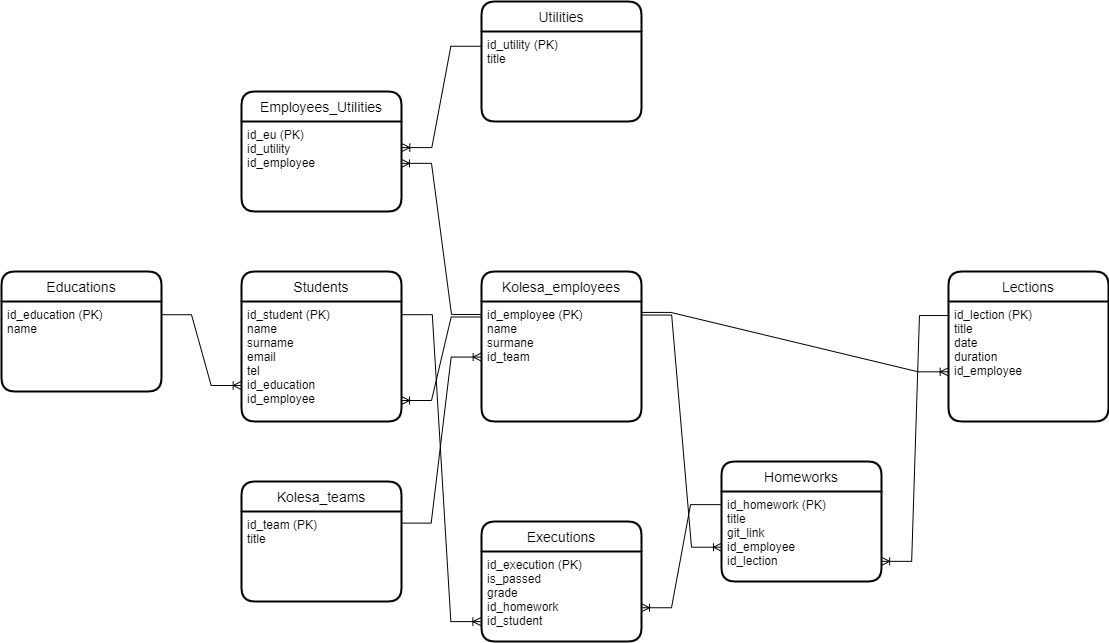 Utilities
id_utility (PK)
title
Employees_Utilities
id_eu (PK)
id_utility
id_employee
Educations
id_education (PK)
name
Students
id_student (PK)
name
surname
email
tel
id_education
id_employee
Kolesa_employees
id_employee (PK)
name
surmane
id_team
Lections
id_lection (PK)
title
date
duration
id_employee
Kolesa_teams
id_team (PK)
title
Executions
id_execution (PK)
is_passed
grade
id_homework
id_student
Homeworks
id_homework (PK)
title
git_link
id_employee
id_lection